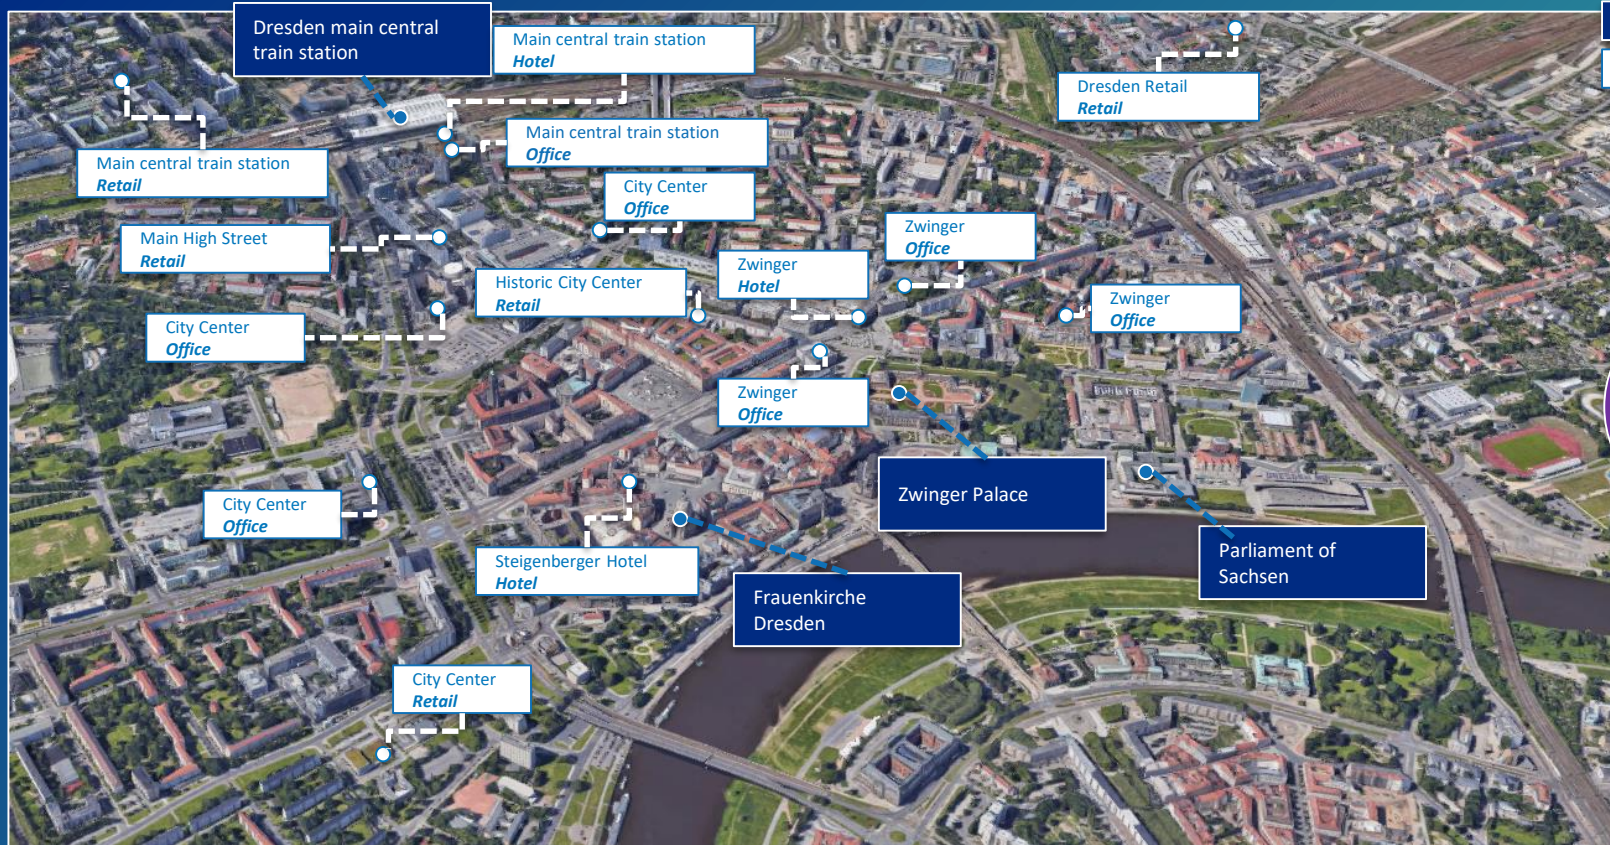 Dresden main central
train station
Main central train station
Hotel
Dresden Retail
Retail
Main central train station
Office
Main central train station
Retail
City Center
Office
Main High Street
Retail
Zwinger
Office
Zwinger
Hotel
Historic City Center
Retail
Zwinger
Office
City Center
Office
Zwinger
Office
Zwinger Palace
City Center
Office
Parliament of
Sachsen
Steigenberger Hotel
Hotel
Frauenkirche
Dresden
City Center
Retail